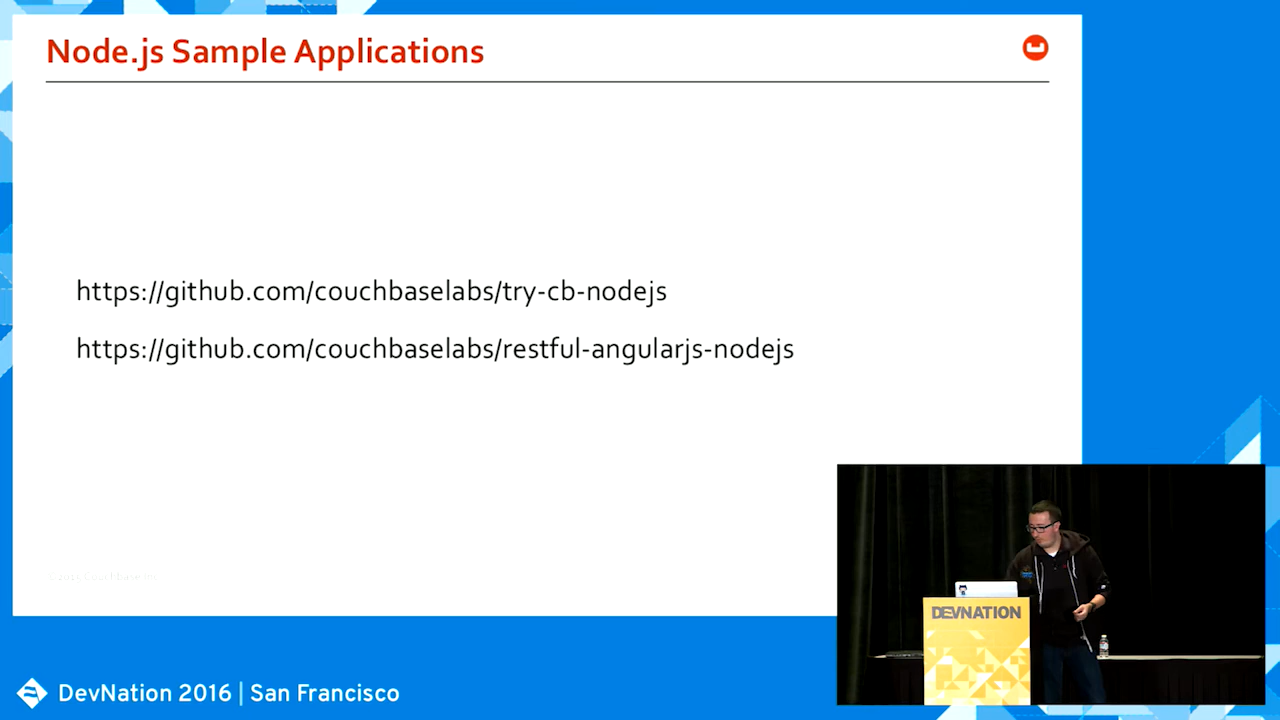 Node.js Sample Applications
https://github.com/couchbaselabs/try-cb-nodejs
https://github.com/couchbaselabs/restful-angularjs-nodejs
DEVNATION
DevNation 2016 | San Francisco